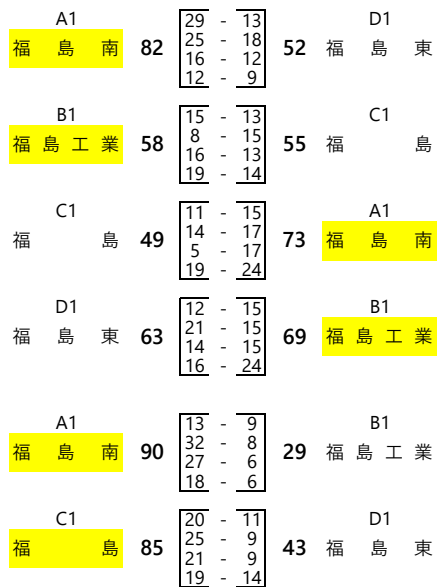 A1 29 - 13 D1
福島南 82 25 - 18 52 福島東
16 - 12
12 - 9
B1 15 - 13 C1
福島工業 58 8 - 15 55 福島
16 - 13
19 - 14
C1 11 - 15 A1
福島 49 14 - 17 73 福島南
5 - 17
19 - 24
D1 12 - 15 B1
福島東 63 21 - 15 69 福島工業
14 - 15
16 - 24
A1 13 - 9 B1
福島南 90 32 - 8 29 福島工業
27 - 6
18 - 6
C1 20 - 11 D1
福島 85 25 - 9 43 福島東
21 - 9
19 - 14